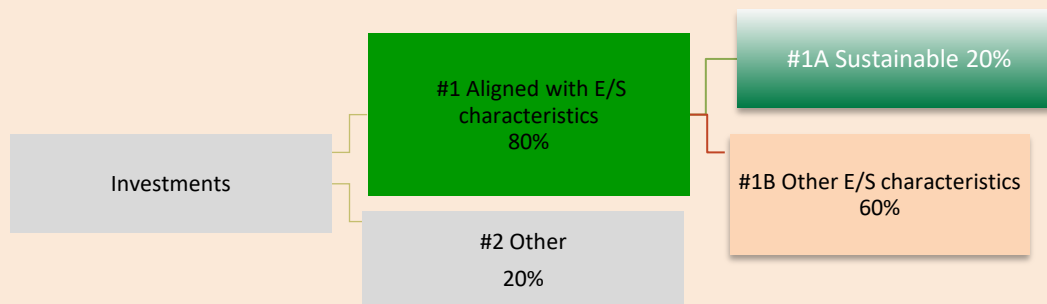 Investments
#1 Aligned with E/S
characteristics
80%
#2 Other
20%
#1A Sustainable 20%
#1B Other E/S characteristics
60%